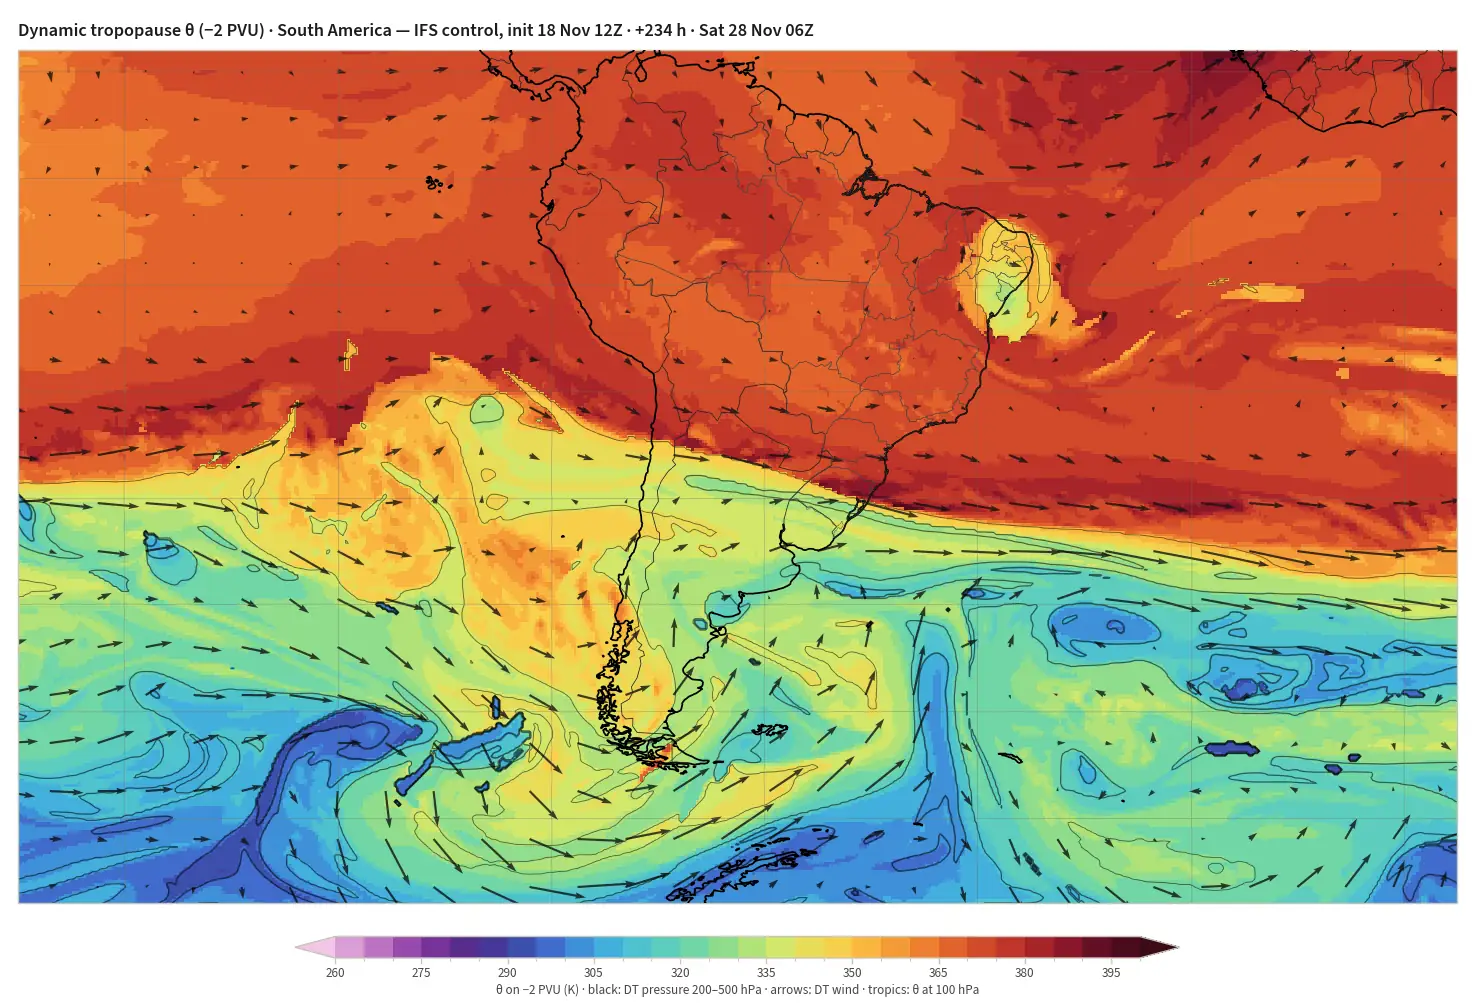 Dynamic tropopause θ (−2 PVU) · South America — IFS control, init 18 Nov 12Z · +234 h · Sat 28 Nov 06Z
260 275 290 305 320 335 350 365 380 395
θ on −2 PVU (K) · black: DT pressure 200–500 hPa · arrows: DT wind · tropics: θ at 100 hPa